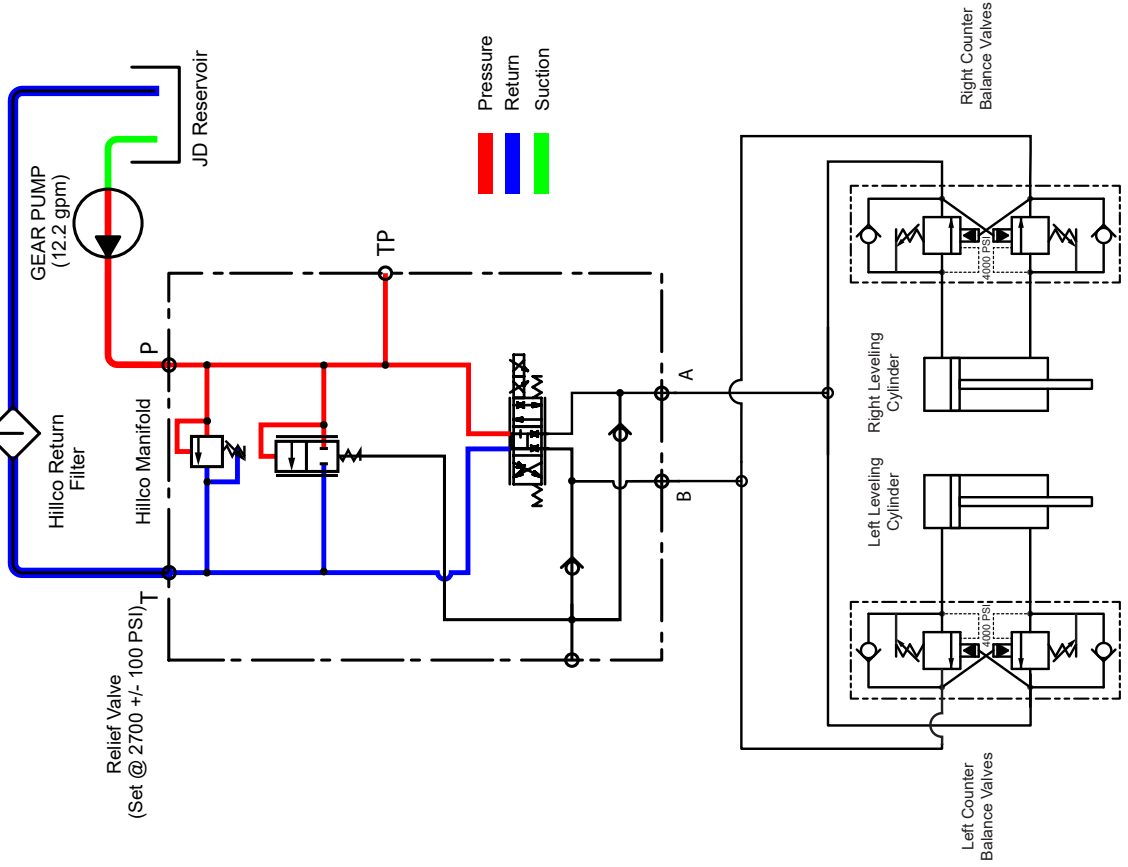 JD Reservoir
GEAR PUMP
(12.2 gpm)
Hillco Return
Filter
Pressure
Return
Suction
Hillco Manifold
P
T
TP
Relief Valve
(Set @ 2700 +/- 100 PSI)
A
B
Right Counter
Balance Valves
4000 PSI
Right Leveling
Cylinder
Left Leveling
Cylinder
4000 PSI
Left Counter
Balance Valves